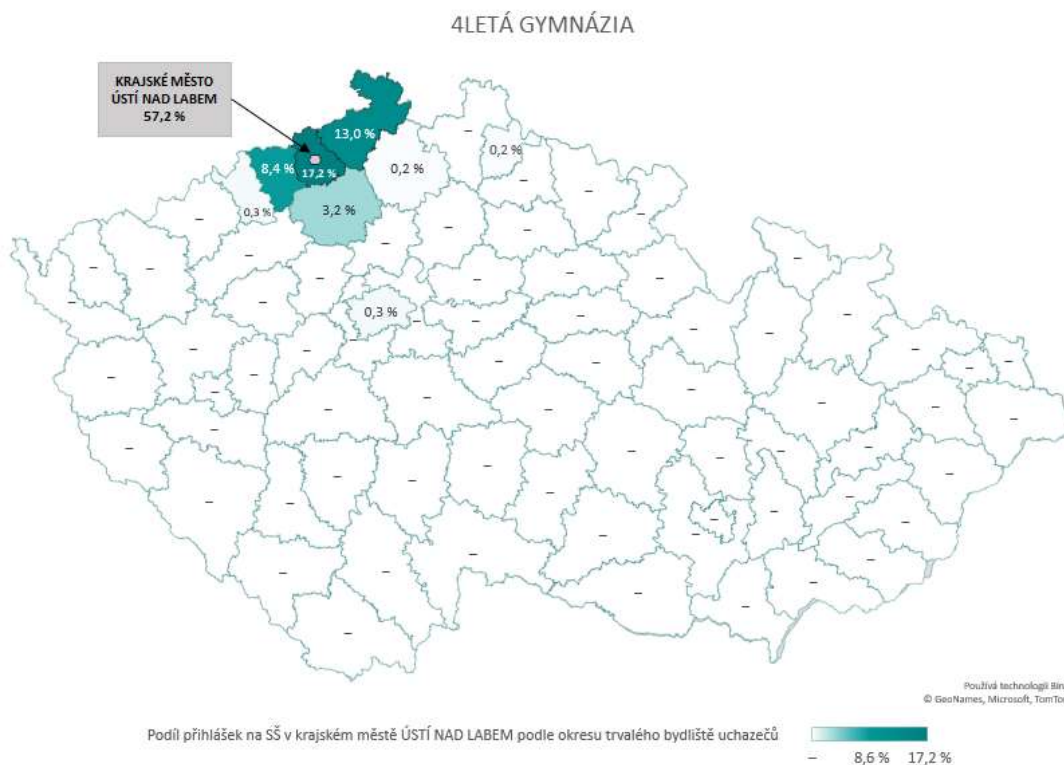 4LETÁ GYMNÁZIA
KRAJSKÉ MĚSTO
ÚSTÍ NAD LABEM
57,2 %
13,0 %
0,2 %
8,4 %
17,2 %
0,2 %
0,3 %
3,2 %
0,3 %
Používá technologii Bin
© GeoNames, Microsoft, TomTo
Podíl přihlášek na SŠ v krajském městě ÚSTÍ NAD LABEM podle okresu trvalého bydliště uchazečů
– 8,6 % 17,2 %